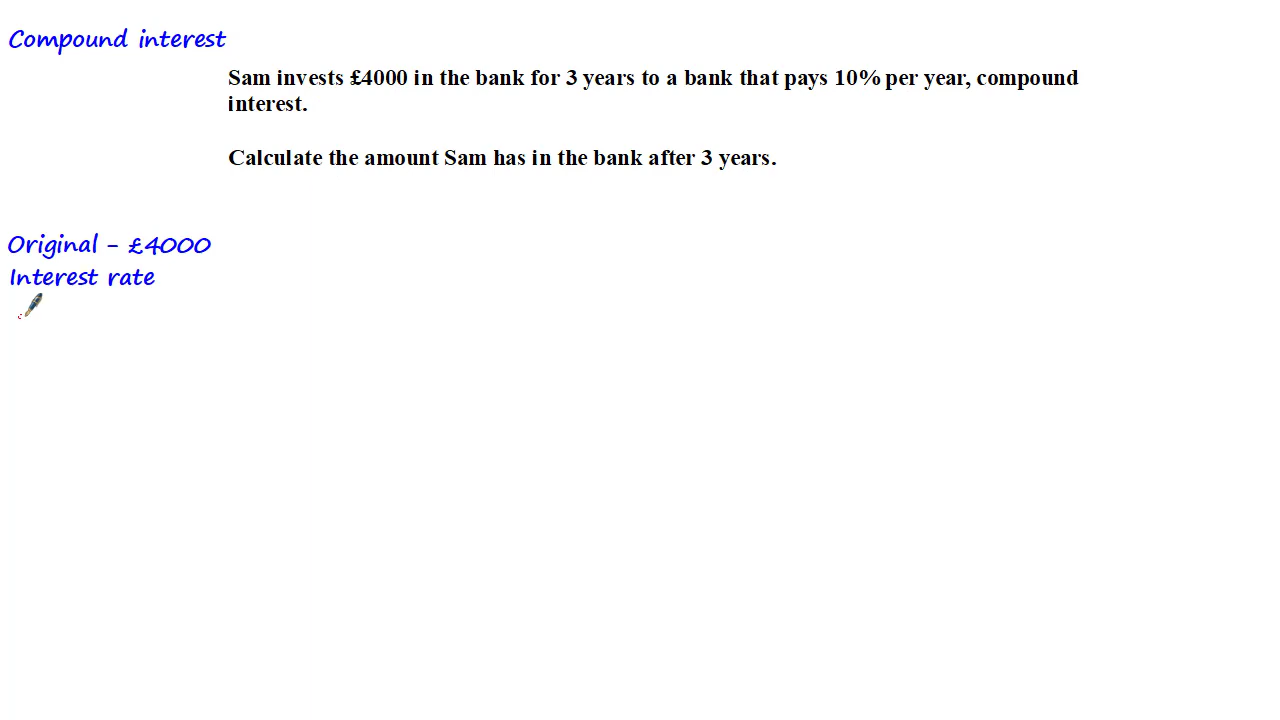 Compound interest
Sam invests £4000 in the bank for 3 years to a bank that pays 10% per year, compound
interest.
Calculate the amount Sam has in the bank after 3 years.
Original - £4000
Interest rate